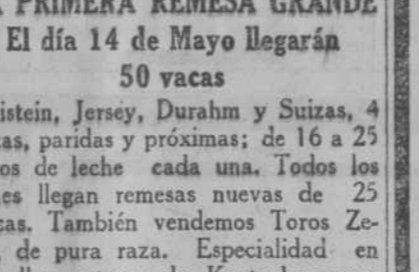 PRIMERA REMESA GRANDE
El día 14 de Mayo llegarán
50 vacas
istein, Jersey, Durahm y Suizas, 4
as, paridas y próximas; de 16 a 25
os de leche cada una. Todos los
es llegan remesas nuevas de 25
cas. También vendemos Toros Ze-
, de pura raza. Especialidad en